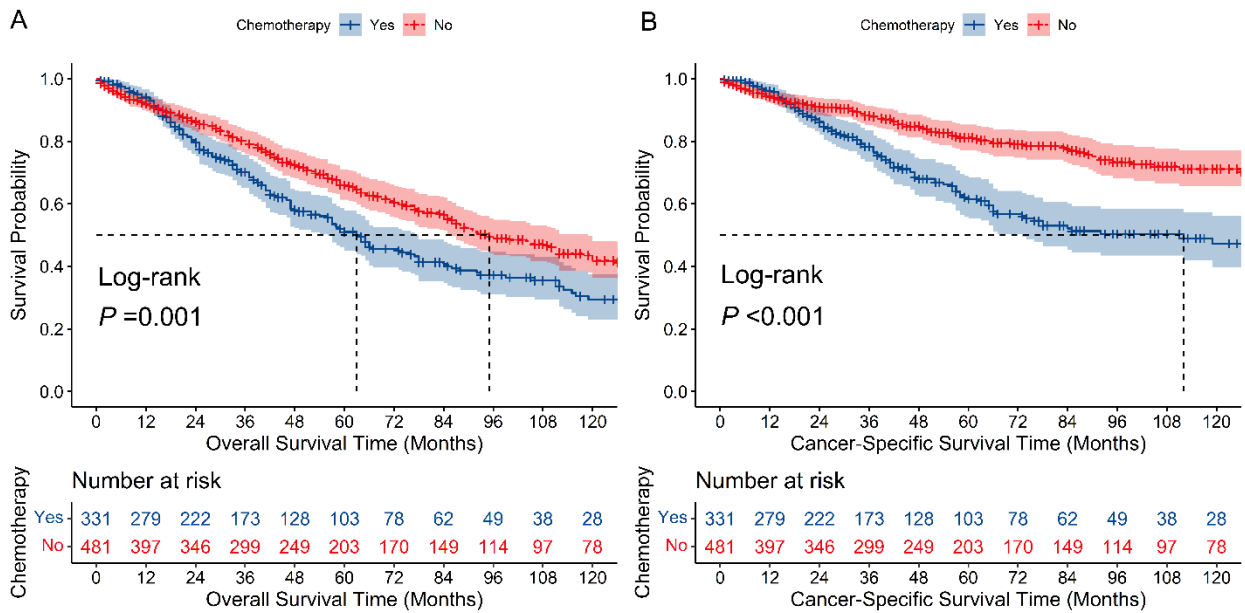 A
Chemotherapy Yes No
Survival Probability
1.0
0.8
0.6
0.4
0.2
0.0
Log-rank
P =0.001
0 12 24 36 48 60 72 84 96 108 120
Overall Survival Time (Months)
Number at risk
Chemotherapy
Yes 331 279 222 173 128 103 78 62 49 38 28
No 481 397 346 299 249 203 170 149 114 97 78
0 12 24 36 48 60 72 84 96 108 120
Overall Survival Time (Months)
B
Chemotherapy Yes No
Survival Probability
1.0
0.8
0.6
0.4
0.2
0.0
Log-rank
P <0.001
0 12 24 36 48 60 72 84 96 108 120
Cancer-Specific Survival Time (Months)
Number at risk
Chemotherapy
Yes 331 279 222 173 128 103 78 62 49 38 28
No 481 397 346 299 249 203 170 149 114 97 78
0 12 24 36 48 60 72 84 96 108 120
Cancer-Specific Survival Time (Months)